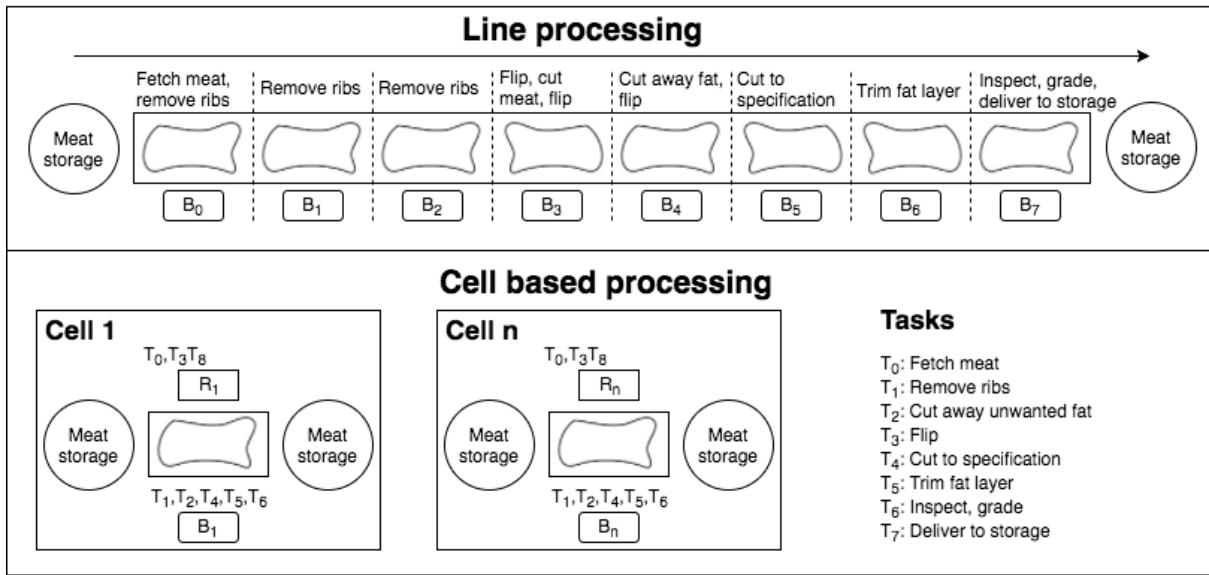 Line processing
Fetch meat,
remove ribs
Remove ribs
Remove ribs
Flip, cut
meat, flip
Cut away fat,
flip
Cut to
specification
Trim fat layer
Inspect, grade,
deliver to storage
Meat
storage
Meat
storage
B₀
B₁
B₂
B₃
B₄
B₅
B₆
B₇
Cell based processing
Cell 1
T₀,T₃T₈
R₁
Meat
storage
Meat
storage
T₁,T₂,T₄,T₅,T₆
B₁
Cell n
T₀,T₃T₈
Rₙ
Meat
storage
Meat
storage
T₁,T₂,T₄,T₅,T₆
Bₙ
Tasks
T₀: Fetch meat
T₁: Remove ribs
T₂: Cut away unwanted fat
T₃: Flip
T₄: Cut to specification
T₅: Trim fat layer
T₆: Inspect, grade
T₇: Deliver to storage